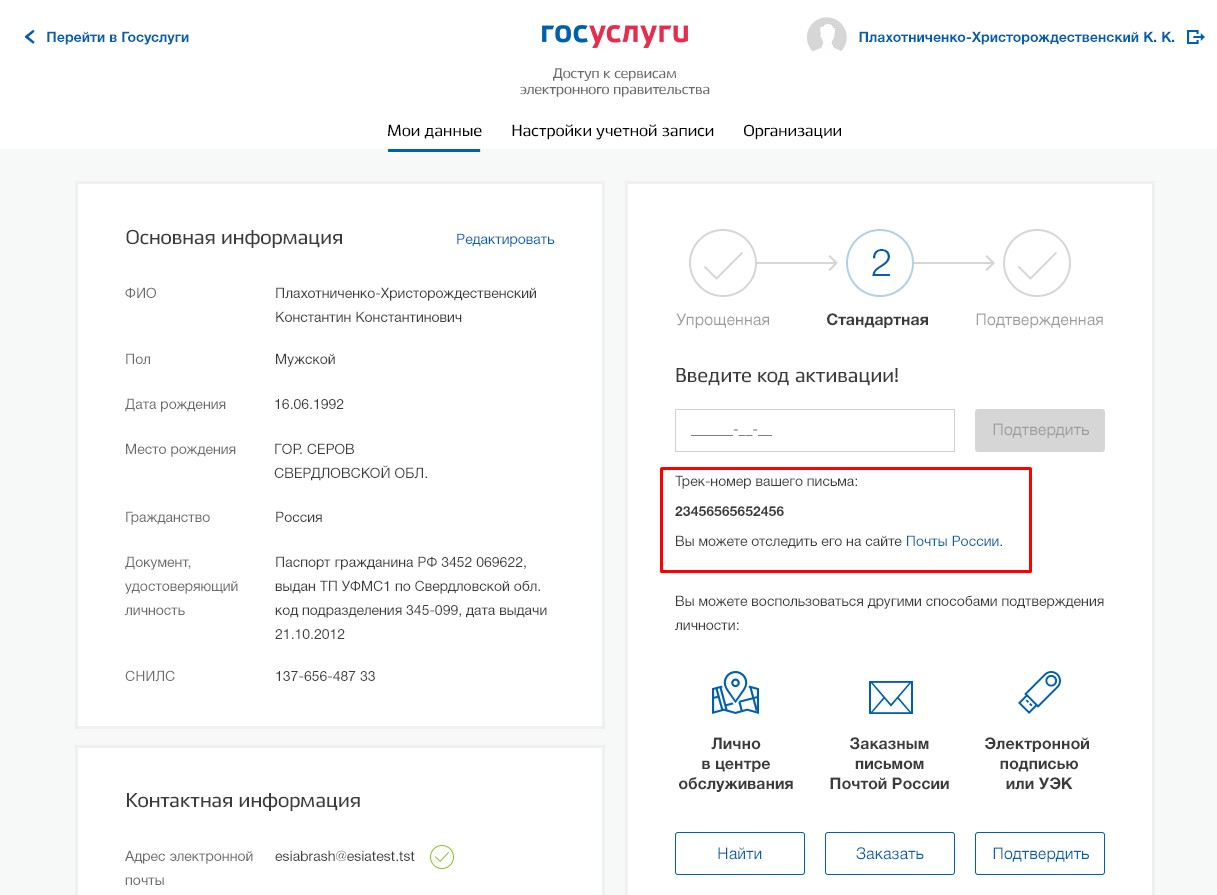 Перейти в Госуслуги
госуслуги
Плахотниченко-Христорождественский К. К.
Доступ к сервисам
электронного правительства
Мои данные
Настройки учетной записи
Организации
Основная информация
Редактировать
ФИО
Плахотниченко-Христорождественский
Константин Константинович
Пол
Мужской
Дата рождения
16.06.1992
Место рождения
ГОР. СЕРОВ
СВЕРДЛОВСКОЙ ОБЛ.
Гражданство
Россия
Документ,
удостоверяющий
личность
Паспорт гражданина РФ 3452 069622,
выдан ТП УФМС1 по Свердловской обл.
код подразделения 345-099, дата выдачи
21.10.2012
СНИЛС
137-656-487 33
Контактная информация
Адрес электронной
почты
esiabrash@esiatest.tst
2
Упрощенная
Стандартная
Подтвержденная
Введите код активации!
______-__-__
Подтвердить
Трек-номер вашего письма:
23456565652456
Вы можете отследить его на сайте Почты России.
Вы можете воспользоваться другими способами подтверждения
личности:
Лично
в центре
обслуживания
Заказным
письмом
Почтой России
Электронной
подписью
или УЭК
Найти
Заказать
Подтвердить